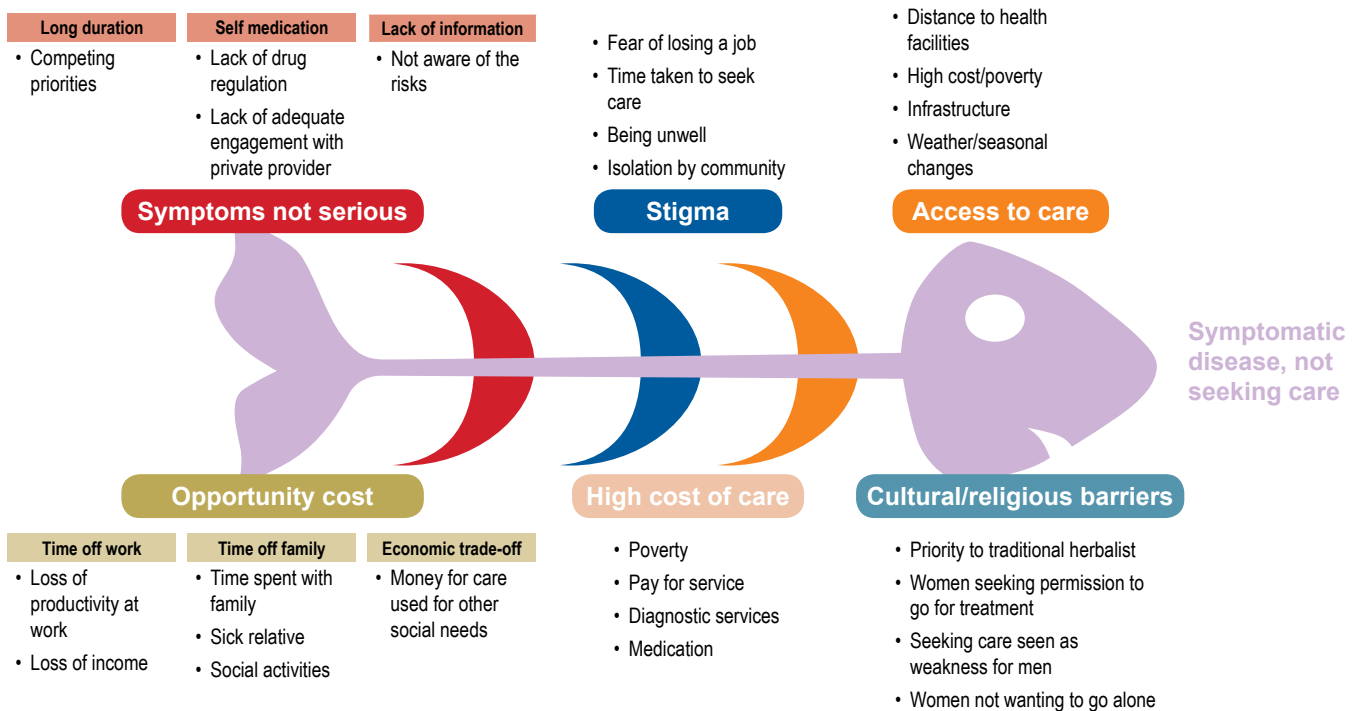 Long duration
• Competing
priorities
Self medication
• Lack of drug
regulation
• Lack of adequate
engagement with
private provider
Lack of information
• Not aware of the
risks
• Fear of losing a job
• Time taken to seek
care
• Being unwell
• Isolation by community
• Distance to health
facilities
• High cost/poverty
• Infrastructure
• Weather/seasonal
changes
Symptoms not serious
Stigma
Access to care
Symptomatic
disease, not
seeking care
Opportunity cost
High cost of care
Cultural/religious barriers
Time off work
• Loss of
productivity at
work
• Loss of income
Time off family
• Time spent with
family
• Sick relative
• Social activities
Economic trade-off
• Money for care
used for other
social needs
• Poverty
• Pay for service
• Diagnostic services
• Medication
• Priority to traditional herbalist
• Women seeking permission to
go for treatment
• Seeking care seen as
weakness for men
• Women not wanting to go alone